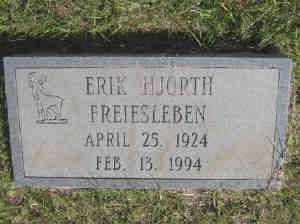 ERIK HJORTH
FREIESLEBEN
APRIL 25, 1924
FEB. 13, 1994